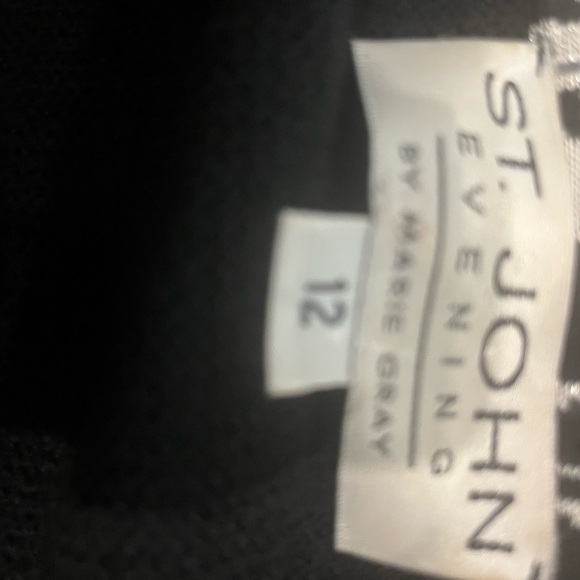 ST. JOHN
EVENING
BY MARIE GRAY
12